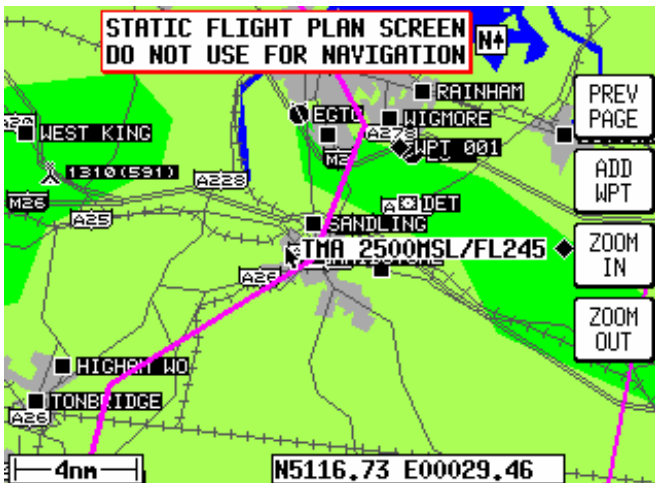 STATIC FLIGHT PLAN SCREEN
DO NOT USE FOR NAVIGATION
N
RAINHAM
PREV
PAGE
EGTO
WIGMORE
A278
WEST KING
WPT 001
M2
1310(591)
A228
ADD
WPT
M26
A25
DET
SANDLING
TMA 2500MSL/FL245
ZOOM
IN
A26
ZOOM
OUT
HIGHAM WO
TONBRIDGE
A26
4nm
N5116.73 E00029.46